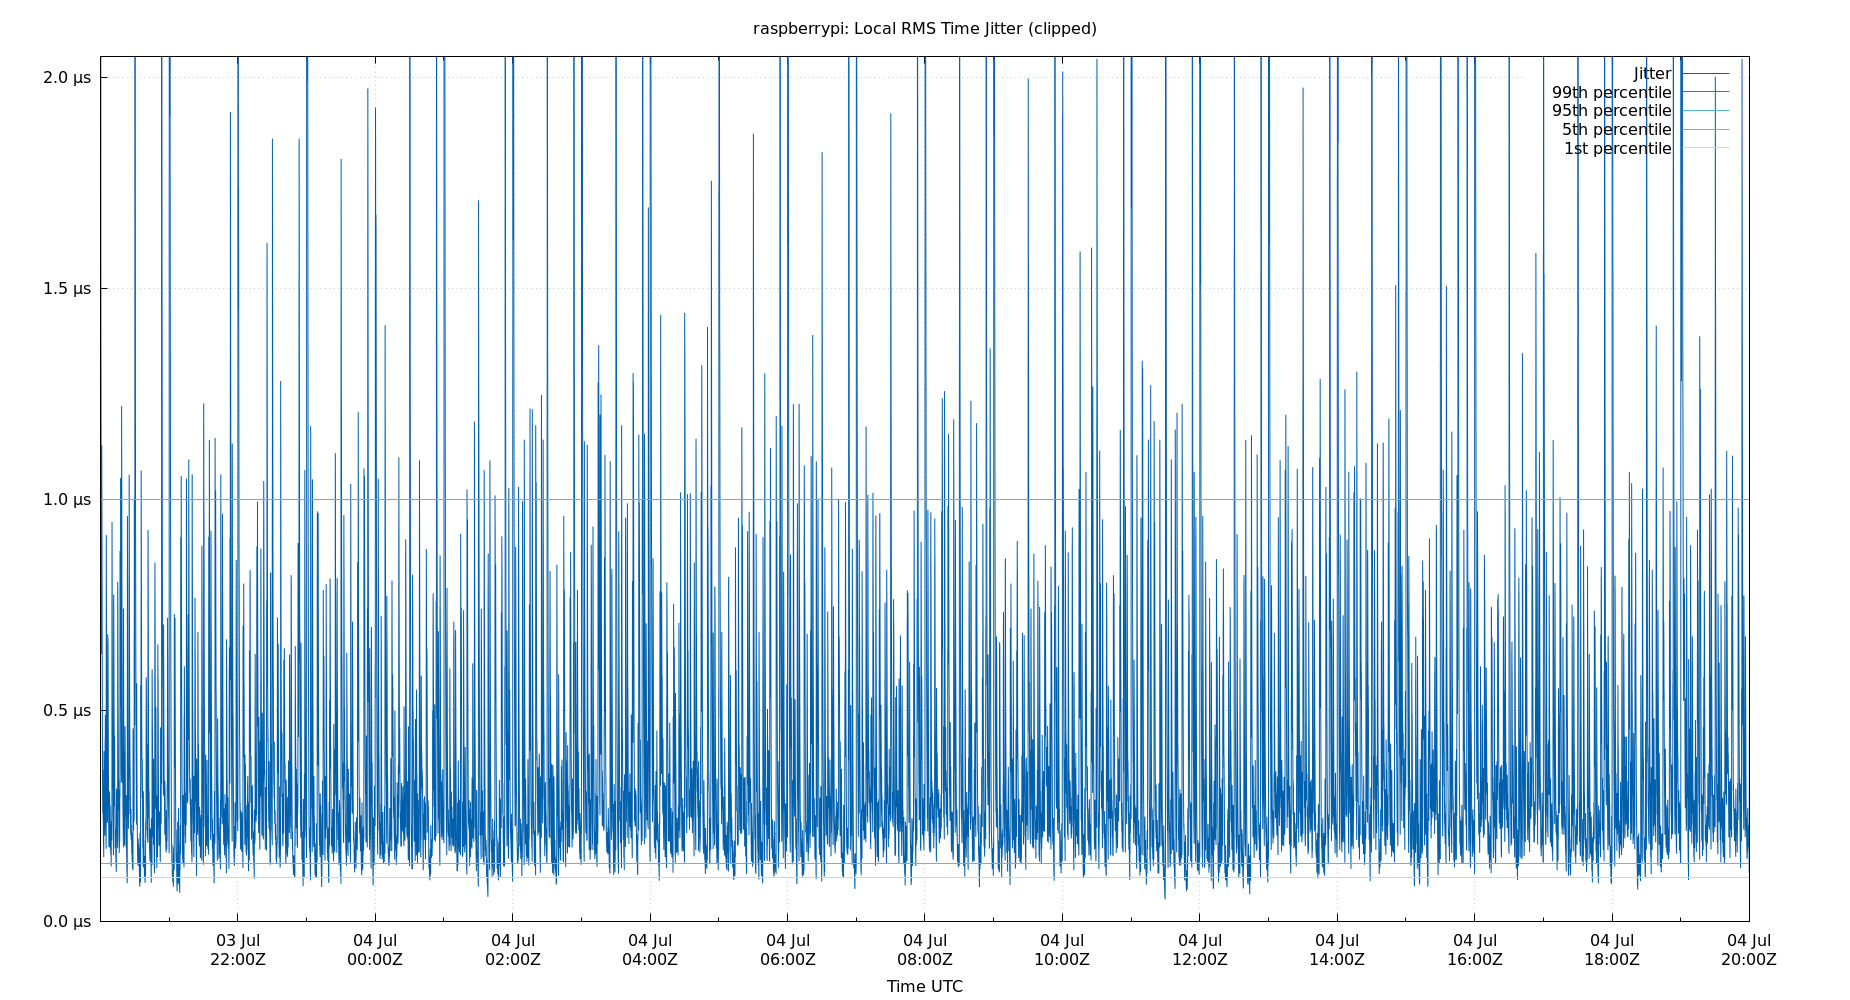 raspberrypi: Local RMS Time Jitter (clipped)
2.0 µs
1.5 µs
1.0 µs
0.5 µs
0.0 µs
Jitter
99th percentile
95th percentile
5th percentile
1st percentile
03 Jul
22:00Z
04 Jul
00:00Z
04 Jul
02:00Z
04 Jul
04:00Z
04 Jul
06:00Z
04 Jul
08:00Z
04 Jul
10:00Z
04 Jul
12:00Z
04 Jul
14:00Z
04 Jul
16:00Z
04 Jul
18:00Z
04 Jul
20:00Z
Time UTC